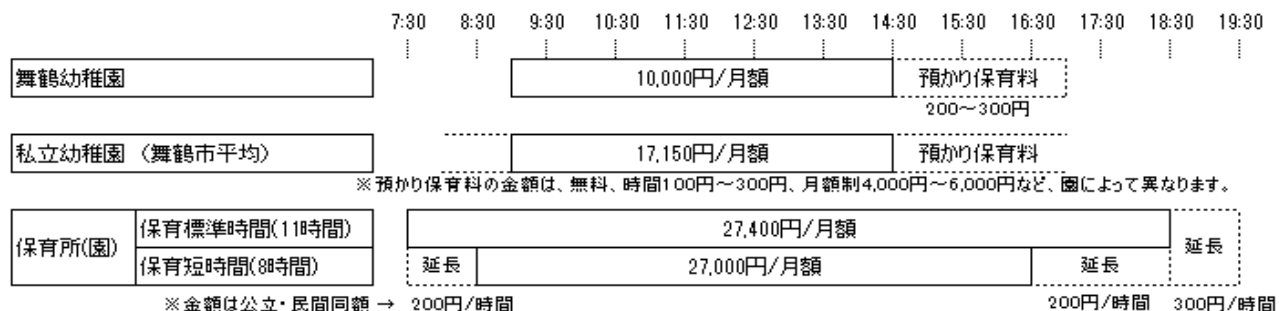 7:30 8:30 9:30 10:30 11:30 12:30 13:30 14:30 15:30 16:30 17:30 18:30 19:30
舞鶴幼稚園 10,000円/月額 預かり保育料
200～300円
私立幼稚園 (舞鶴市平均) 17,150円/月額 預かり保育料
※預かり保育料の金額は、無料、時間100円～300円、月額制4,000円～6,000円など、園によって異なります。
保育所(園)
保育標準時間(11時間) 27,400円/月額
延長
保育短時間(8時間) 延長 27,000円/月額 延長
※金額は公立・民間同額 → 200円/時間 200円/時間 300円/時間